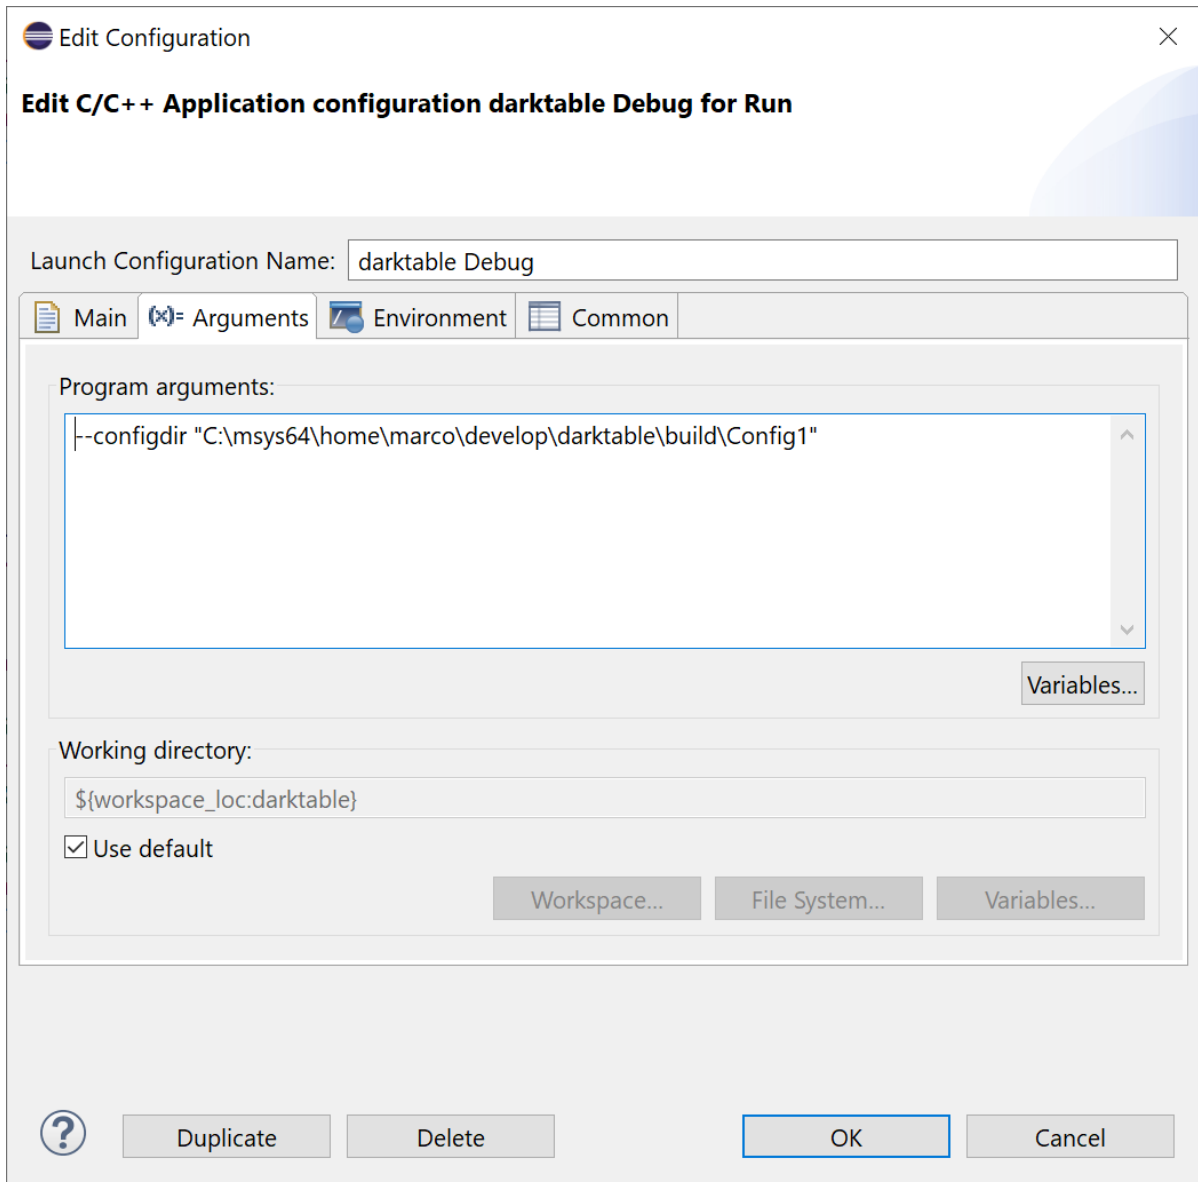 Edit Configuration
Edit C/C++ Application configuration darktable Debug for Run
Launch Configuration Name: darktable Debug
Main (x)= Arguments Environment Common
Program arguments:
--configdir "C:\msys64\home\marco\develop\darktable\build\Config1"
Variables...
Working directory:
${workspace_loc:darktable}
Use default
Workspace... File System... Variables...
? Duplicate Delete OK Cancel